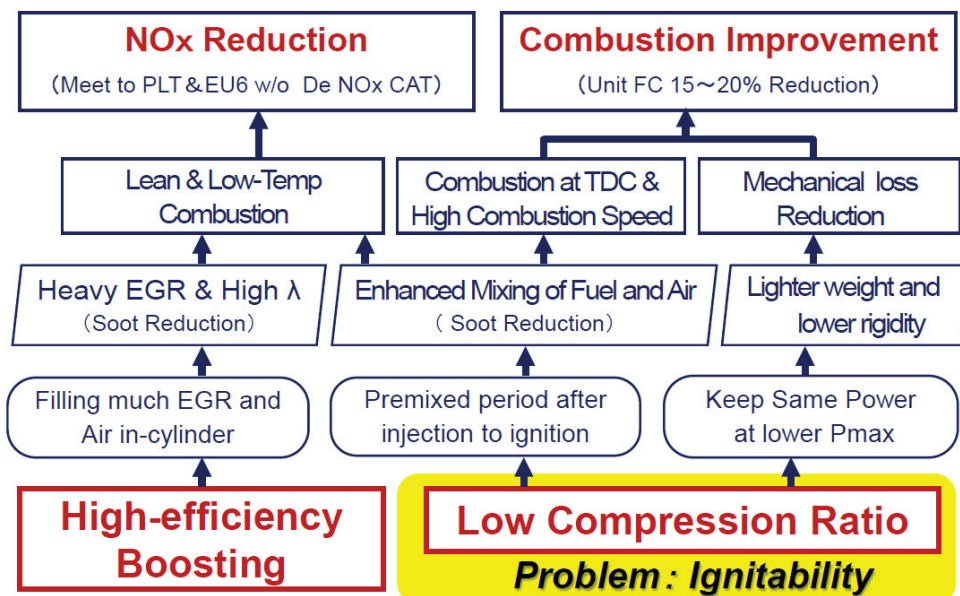 NOx Reduction
(Meet to PLT&EU6 w/o De NOx CAT)
Combustion Improvement
(Unit FC 15~20% Reduction)
Lean & Low-Temp
Combustion
Combustion at TDC &
High Combustion Speed
Mechanical loss
Reduction
Heavy EGR & High λ
(Soot Reduction)
Enhanced Mixing of Fuel and Air
( Soot Reduction)
Lighter weight and
lower rigidity
Filling much EGR and
Air in-cylinder
Premixed period after
injection to ignition
Keep Same Power
at lower Pmax
High-efficiency
Boosting
Low Compression Ratio
Problem : Ignitability